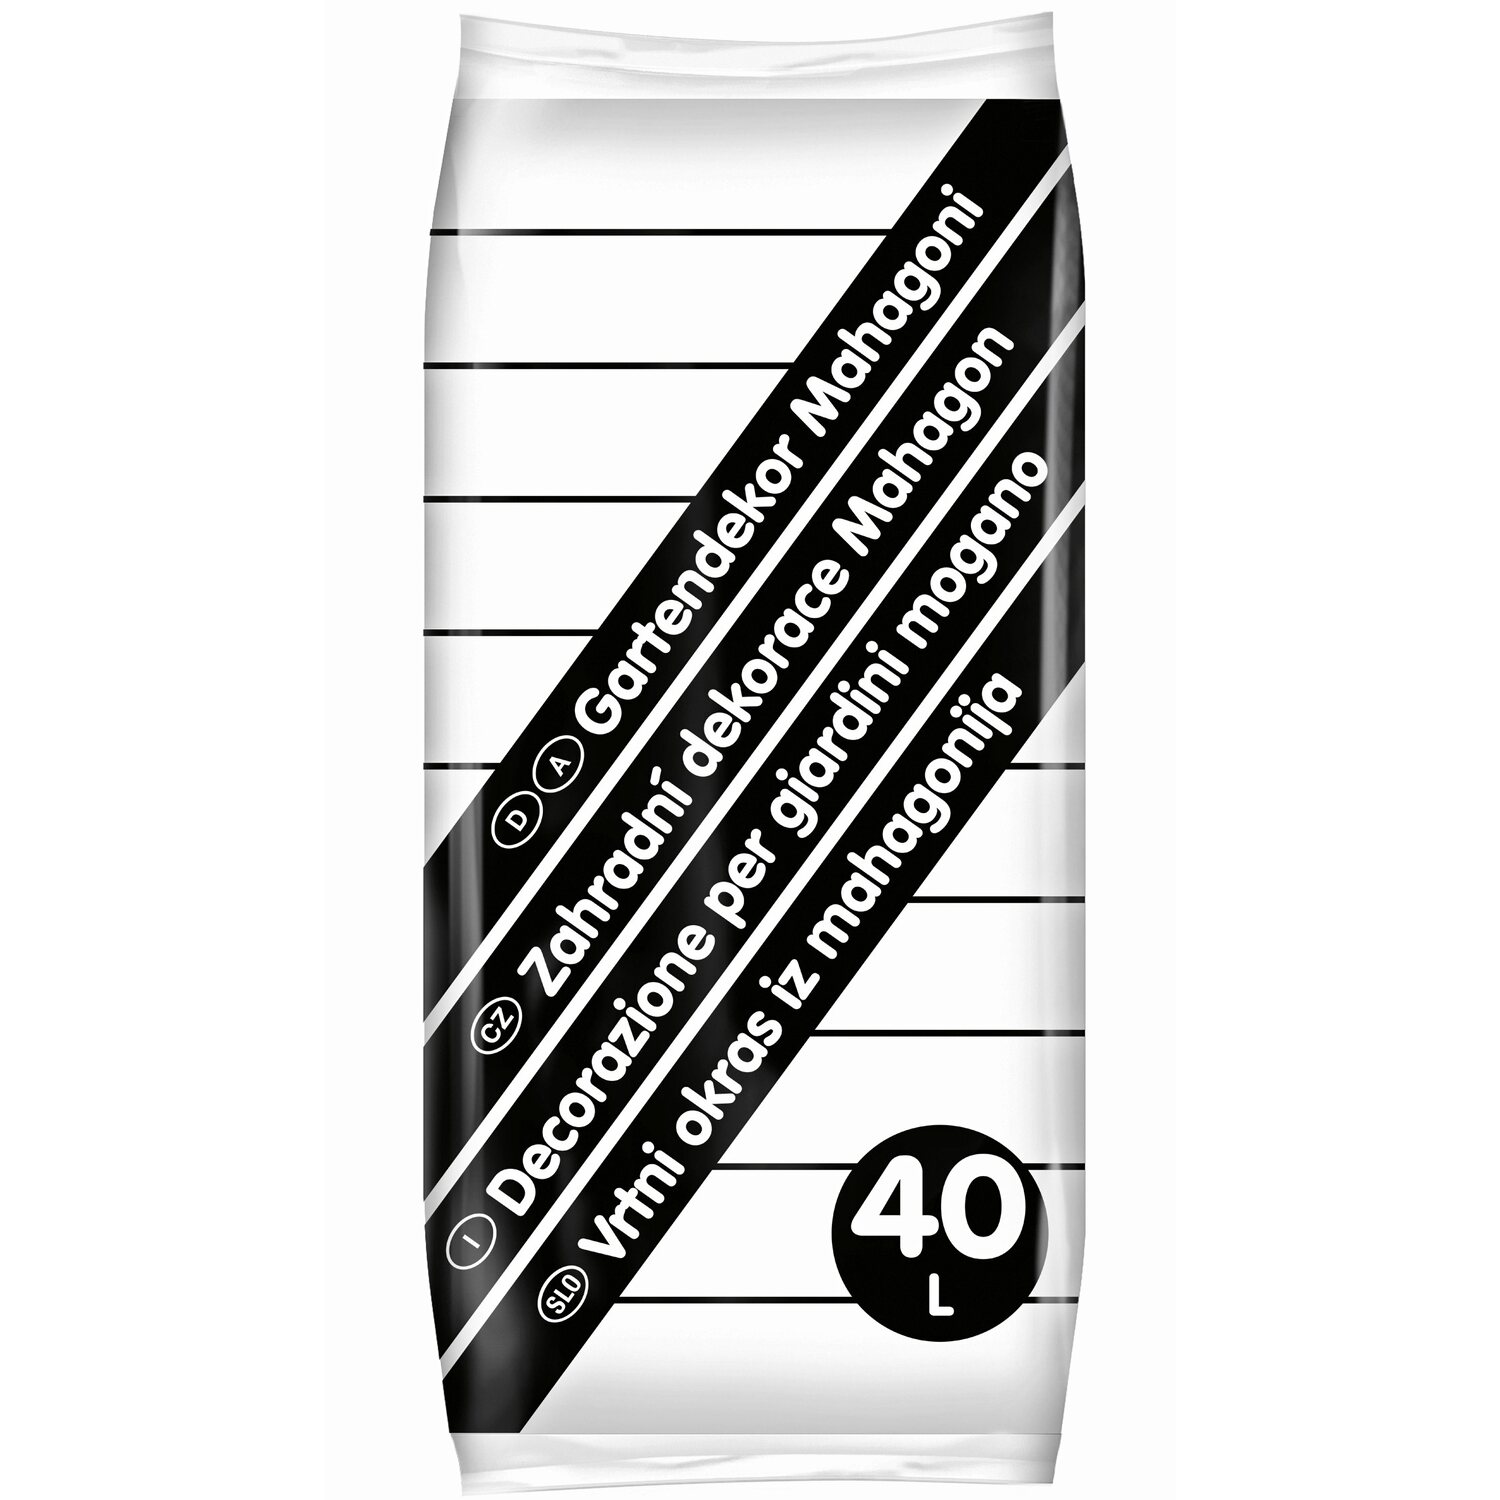 D A Gartendekor Mahagoni
CZ Zahradní dekorace Mahagon
I Decorazione per giardini mogano
SLO Vrtni okras iz mahagonija
40
L